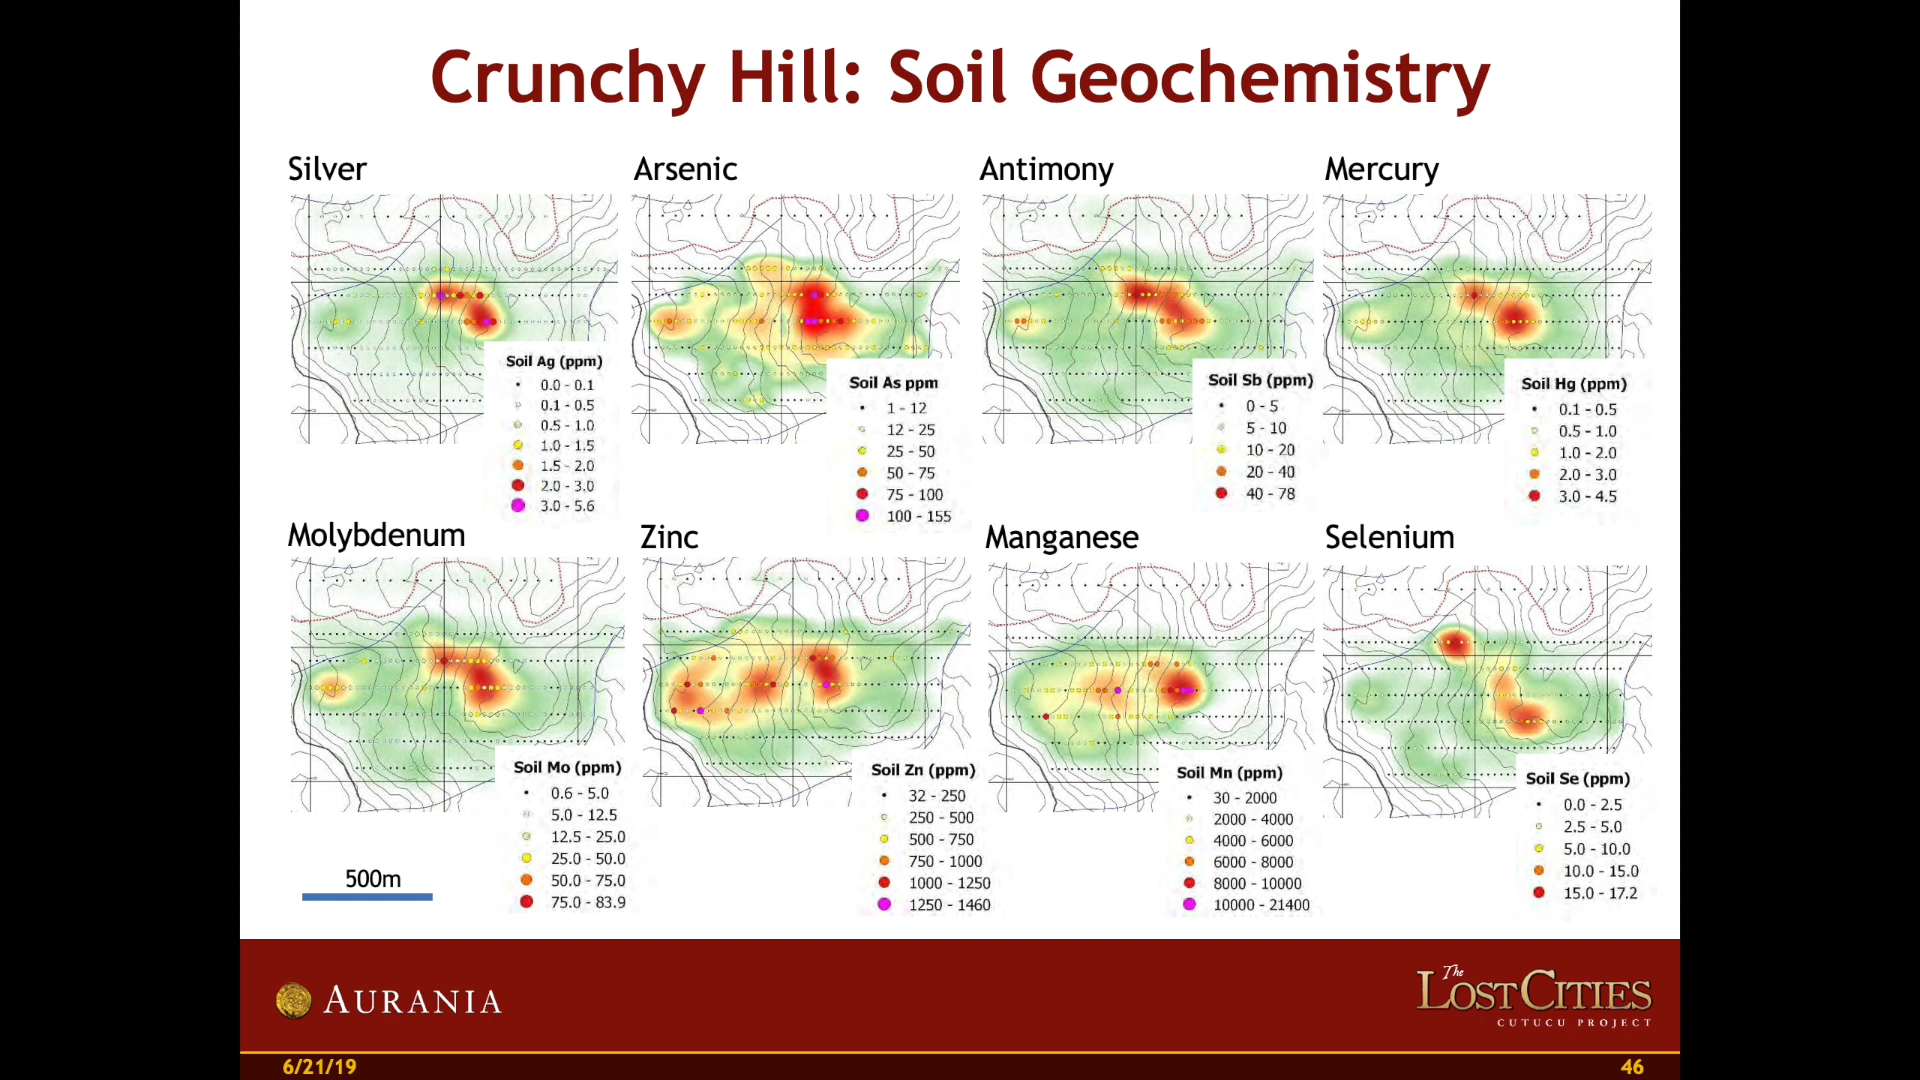 Crunchy Hill: Soil Geochemistry
Silver
Arsenic
Antimony
Mercury
Soil Ag (ppm)
0.0 - 0.1
0.1 - 0.5
0.5 - 1.0
1.0 - 1.5
1.5 - 2.0
2.0 - 3.0
3.0 - 5.6
Soil As ppm
1 - 12
12 - 25
25 - 50
50 - 75
75 - 100
100 - 155
Soil Sb (ppm)
0 - 5
5 - 10
10 - 20
20 - 40
40 - 78
Soil Hg (ppm)
0.1 - 0.5
0.5 - 1.0
1.0 - 2.0
2.0 - 3.0
3.0 - 4.5
Molybdenum
Zinc
Manganese
Selenium
Soil Mo (ppm)
0.6 - 5.0
5.0 - 12.5
12.5 - 25.0
25.0 - 50.0
50.0 - 75.0
75.0 - 83.9
Soil Zn (ppm)
32 - 250
250 - 500
500 - 750
750 - 1000
1000 - 1250
1250 - 1460
Soil Mn (ppm)
30 - 2000
2000 - 4000
4000 - 6000
6000 - 8000
8000 - 10000
10000 - 21400
Soil Se (ppm)
0.0 - 2.5
2.5 - 5.0
5.0 - 10.0
10.0 - 15.0
15.0 - 17.2
500m
AURANIA
The
LOST CITIES
CUTUCU PROJECT
6/21/19
46